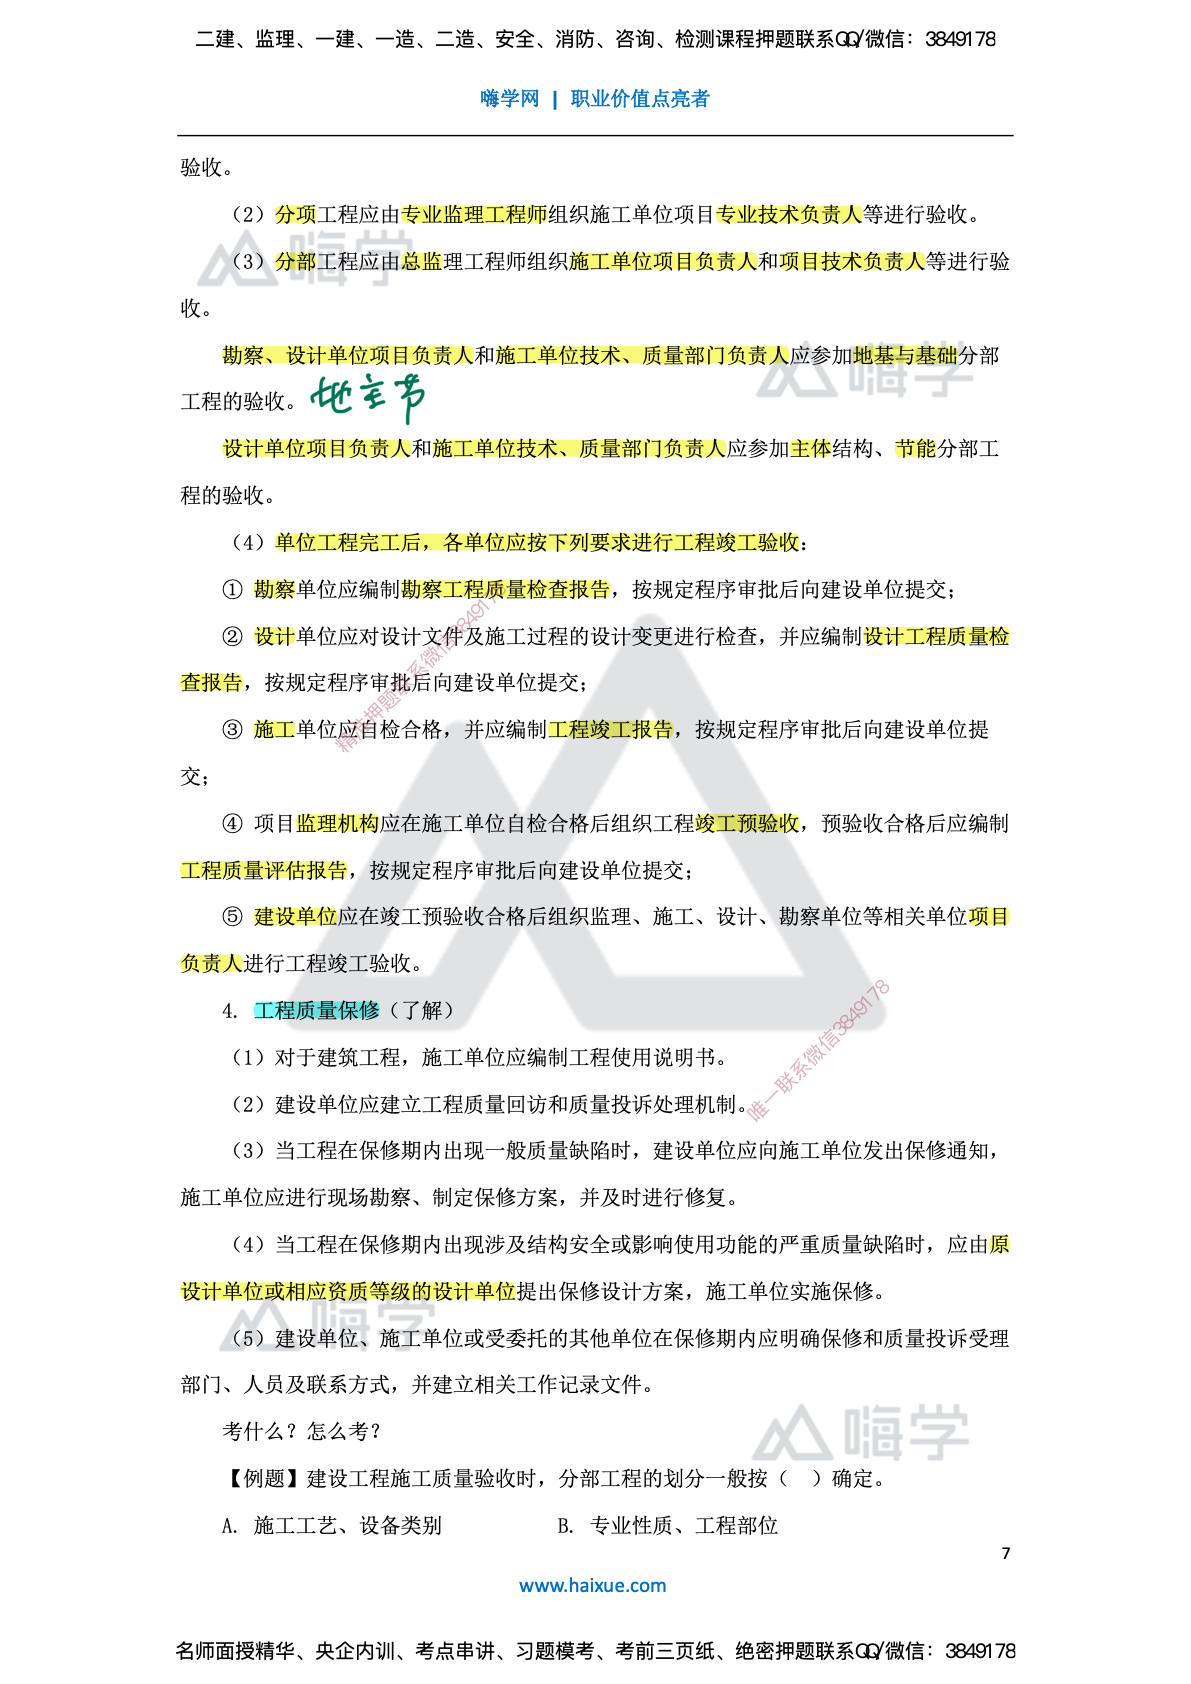 二建、监理、一建、一造、二造、安全、消防、咨询、检测课程押题联系QQ/微信：3849178
嗨学网 | 职业价值点亮者
验收。
（2）分项工程应由专业监理工程师组织施工单位项目专业技术负责人等进行验收。
嗨学
（3）分部工程应由总监理工程师组织施工单位项目负责人和项目技术负责人等进行验
收。
勘察、设计单位项目负责人和施工单位技术、质量部门负责人应参加地基与基础分部
嗨学
工程的验收。地主节
设计单位项目负责人和施工单位技术、质量部门负责人应参加主体结构、节能分部工
程的验收。
（4）单位工程完工后，各单位应按下列要求进行工程竣工验收：
① 勘察单位应编制勘察工程质量检查报告，按规定程序审批后向建设单位提交；
② 设计单位应对设计文件及施工过程的设计变更进行检查，并应编制设计工程质量检
查报告，按规定程序审批后向建设单位提交；
精准押题联系微信3849178
③ 施工单位应自检合格，并应编制工程竣工报告，按规定程序审批后向建设单位提
交；
④ 项目监理机构应在施工单位自检合格后组织工程竣工预验收，预验收合格后应编制
工程质量评估报告，按规定程序审批后向建设单位提交；
⑤ 建设单位应在竣工预验收合格后组织监理、施工、设计、勘察单位等相关单位项目
负责人进行工程竣工验收。
4. 工程质量保修（了解）
（1）对于建筑工程，施工单位应编制工程使用说明书。
唯一联系微信3849178
（2）建设单位应建立工程质量回访和质量投诉处理机制。
（3）当工程在保修期内出现一般质量缺陷时，建设单位应向施工单位发出保修通知，
施工单位应进行现场勘察、制定保修方案，并及时进行修复。
（4）当工程在保修期内出现涉及结构安全或影响使用功能的严重质量缺陷时，应由原
设计单位或相应资质等级的设计单位提出保修设计方案，施工单位实施保修。
嗨学
（5）建设单位、施工单位或受委托的其他单位在保修期内应明确保修和质量投诉受理
部门、人员及联系方式，并建立相关工作记录文件。
考什么？怎么考？
嗨学
【例题】建设工程施工质量验收时，分部工程的划分一般按（ ）确定。
A. 施工工艺、设备类别 B. 专业性质、工程部位
7
www.haixue.com
名师面授精华、央企内训、考点串讲、习题模考、考前三页纸、绝密押题联系QQ/微信：3849178